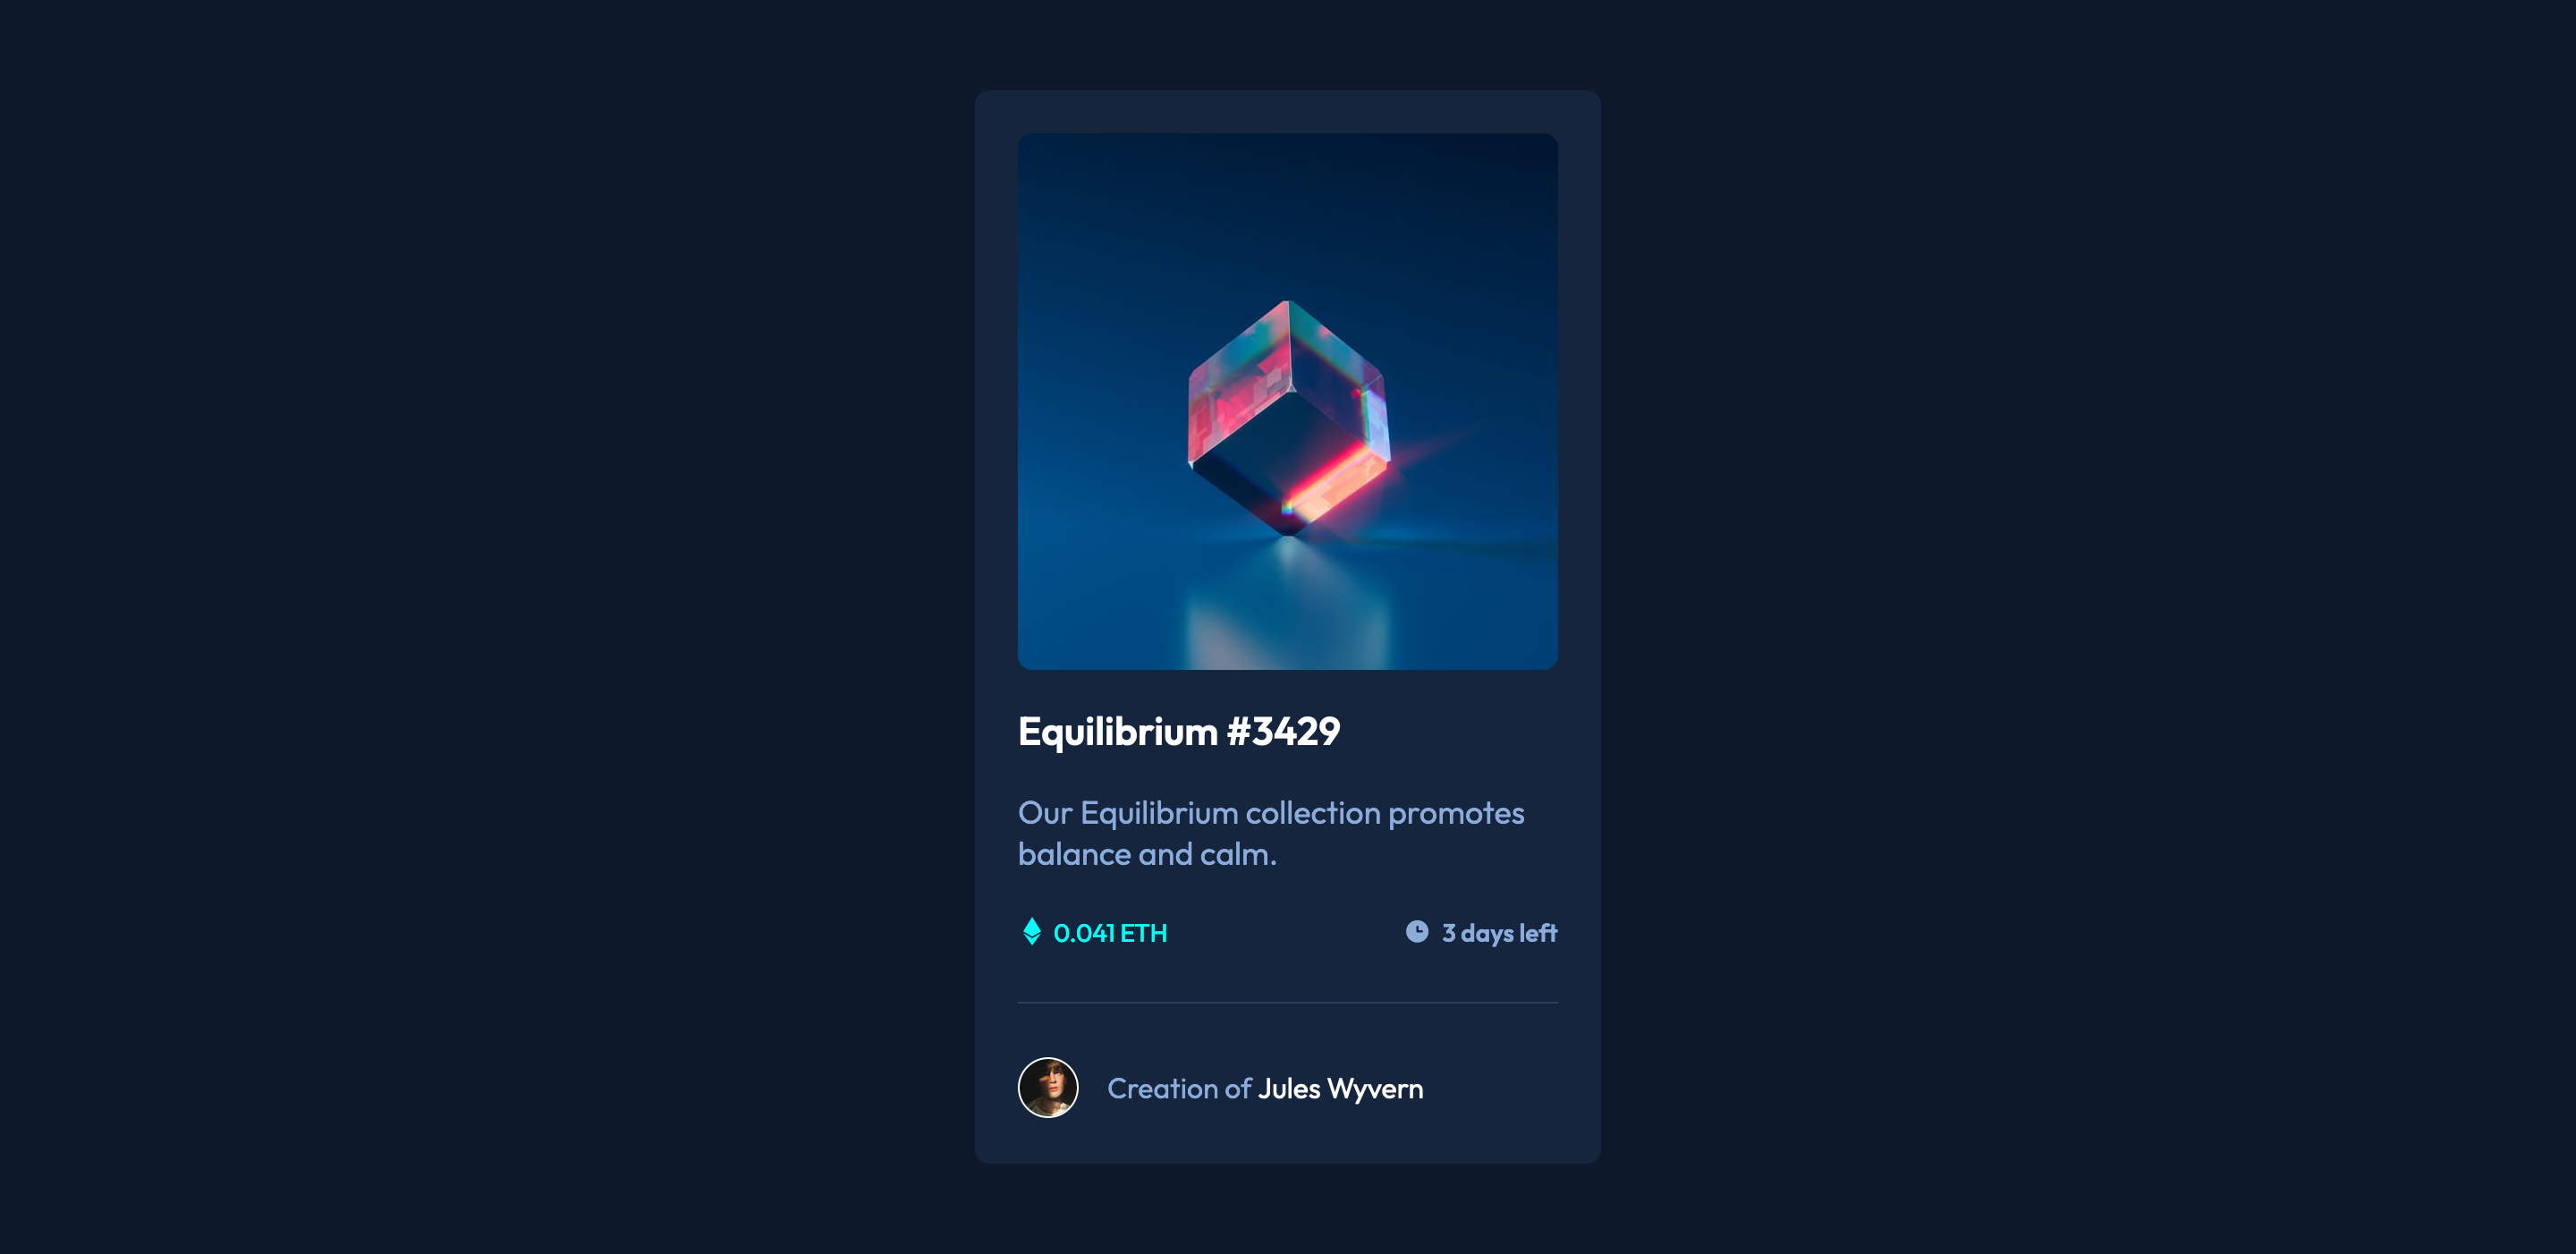 Equilibrium #3429
Our Equilibrium collection promotes
balance and calm.
0.041 ETH
3 days left
Creation of Jules Wyvern